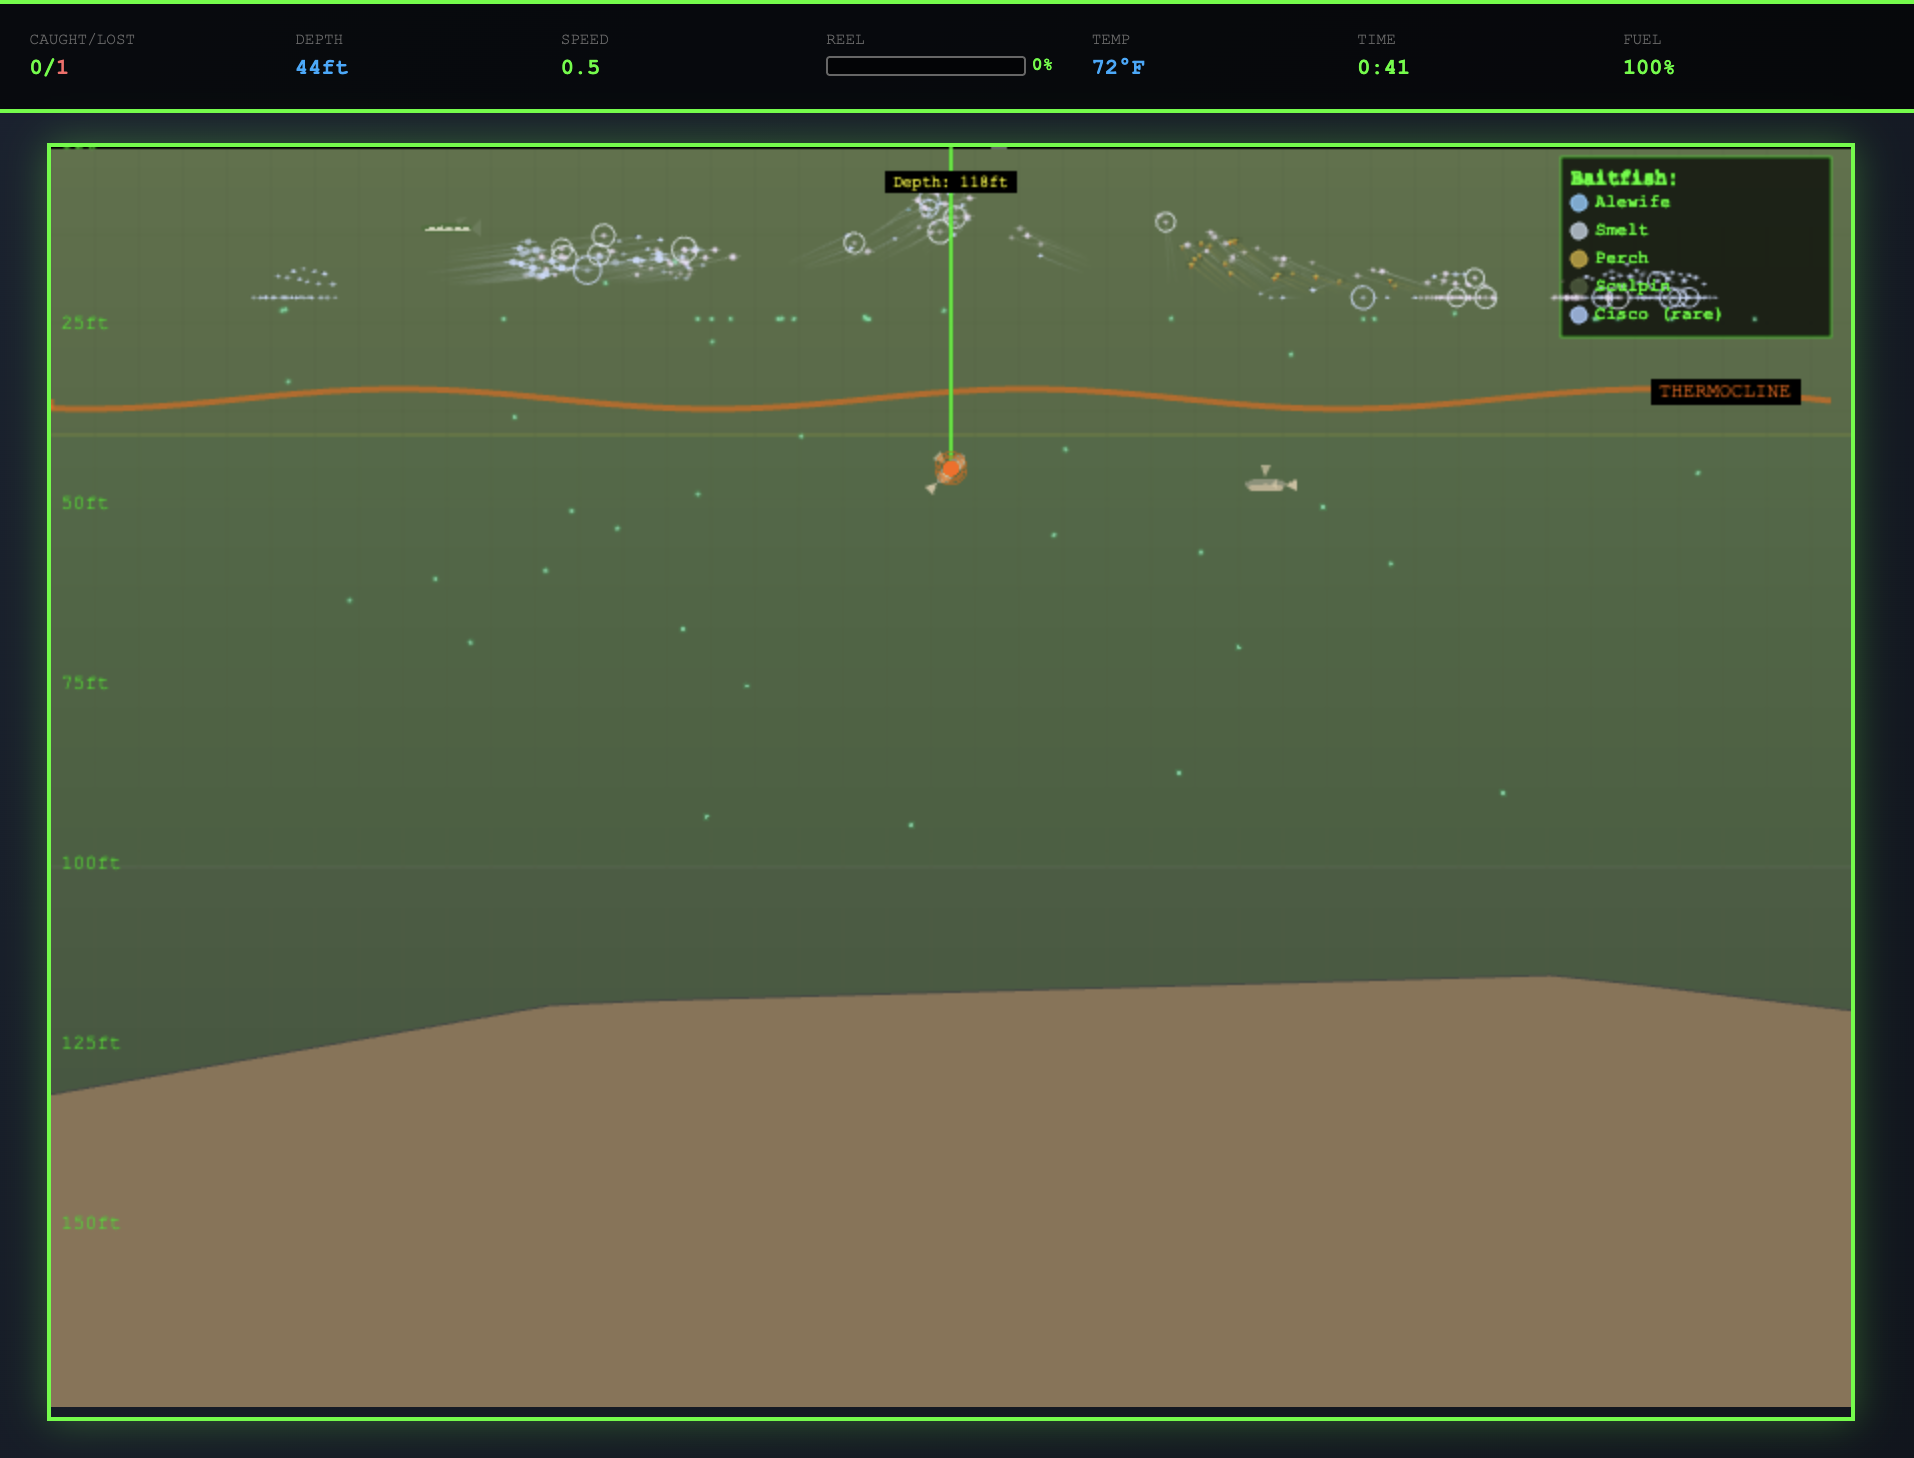 CAUGHT/LOST
0/1
DEPTH
44ft
SPEED
0.5
REEL
0%
TEMP
72°F
TIME
0:41
FUEL
100%
Depth: 118ft
Baitfish:
Alewife
Smelt
Perch
Sculpin
Cisco (rare)
25ft
THERMOCLINE
50ft
75ft
100ft
125ft
150ft